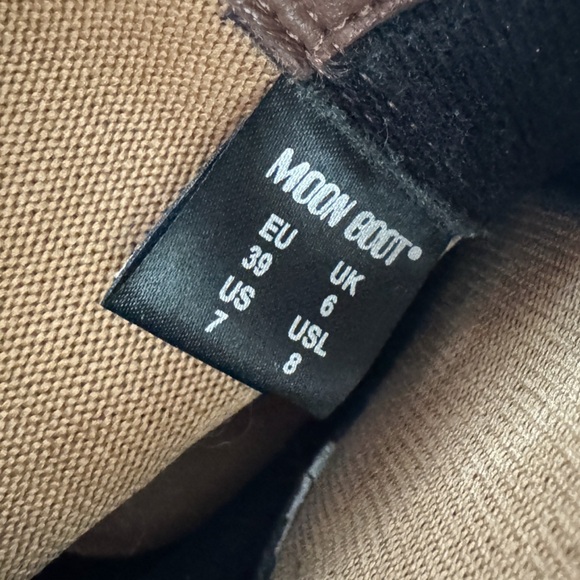 MOON BOOT®
EU UK
39 6
US USL
7 8